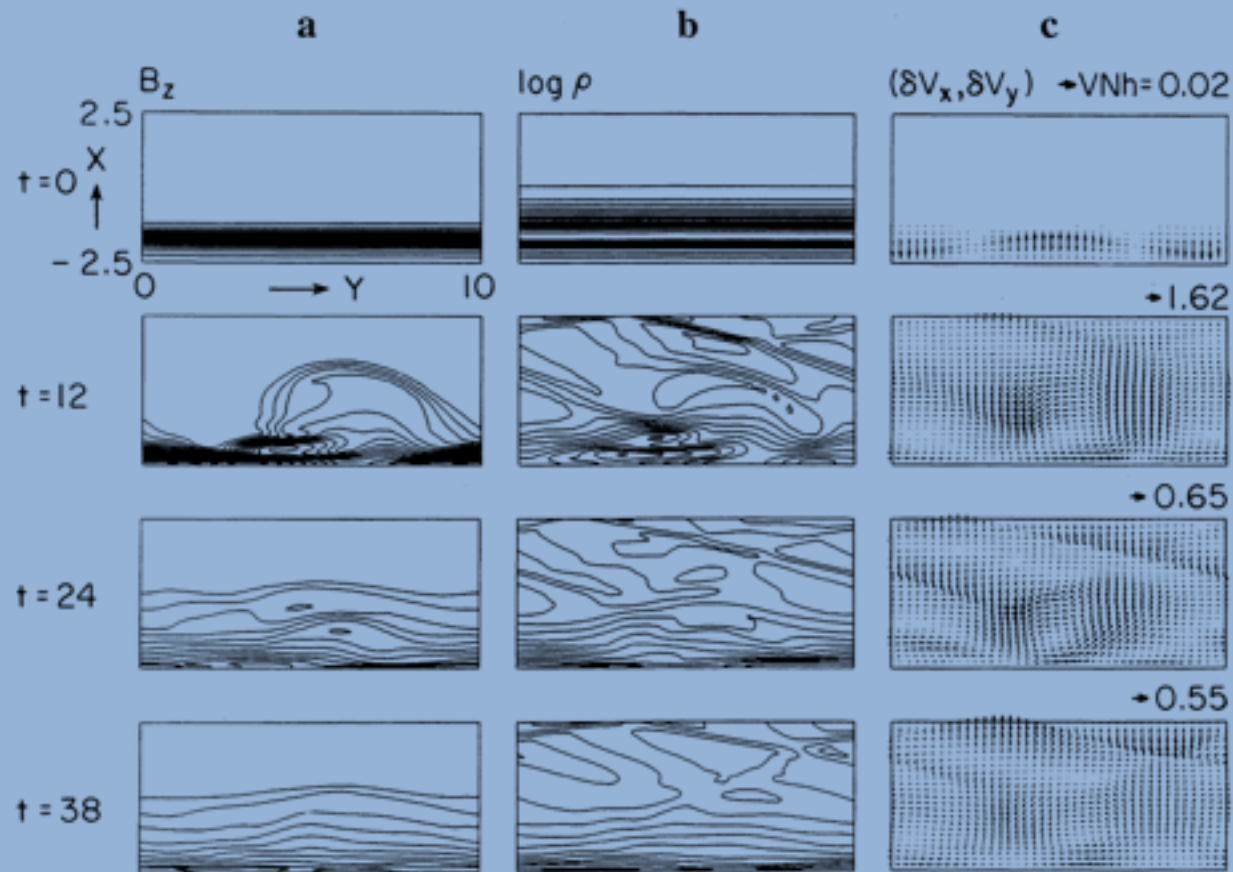 a b c
B_z log ρ (δV_x,δV_y) → VNh=0.02
2.5
X
t=0
-2.5
0 → Y 10
→ 1.62
t=12
→ 0.65
t=24
→ 0.55
t=38